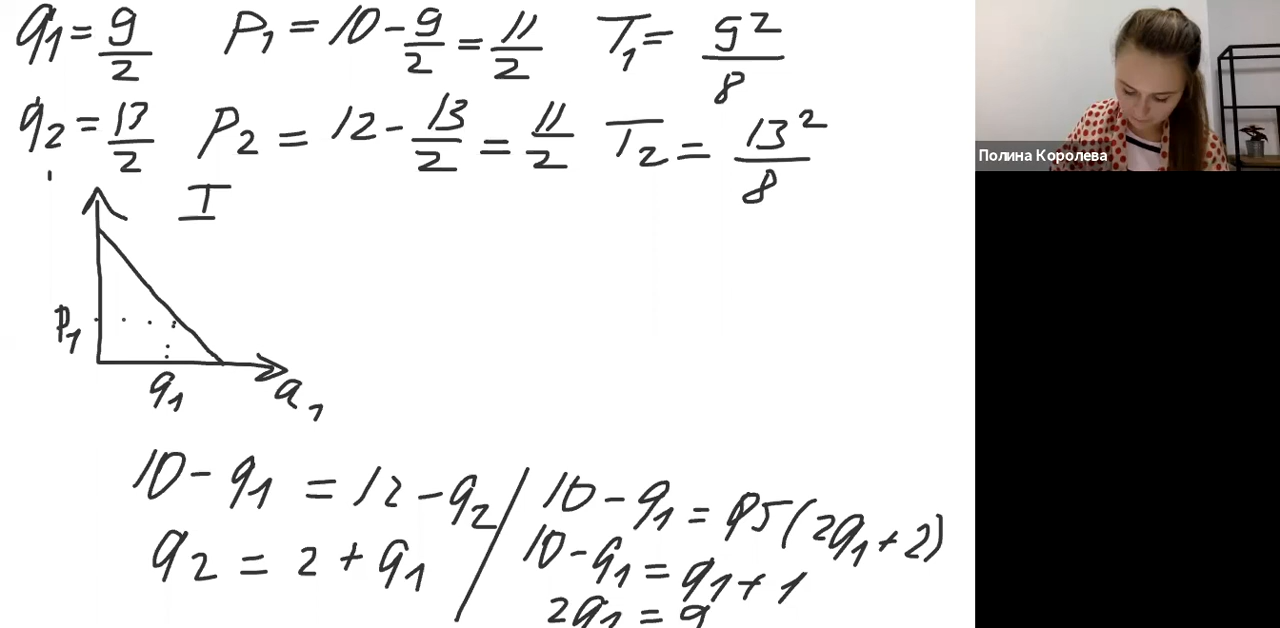 q1 = 9/2 P1 = 10 - 9/2 = 11/2 T1 = 9²/8
q2 = 13/2 P2 = 12 - 13/2 = 11/2 T2 = 13²/8
I
P1
q1
Q1
10 - q1 = 12 - q2
q2 = 2 + q1
10 - q1 = 0,5(2q1 + 2)
10 - q1 = q1 + 1
2q1 = 9
Полина Королева